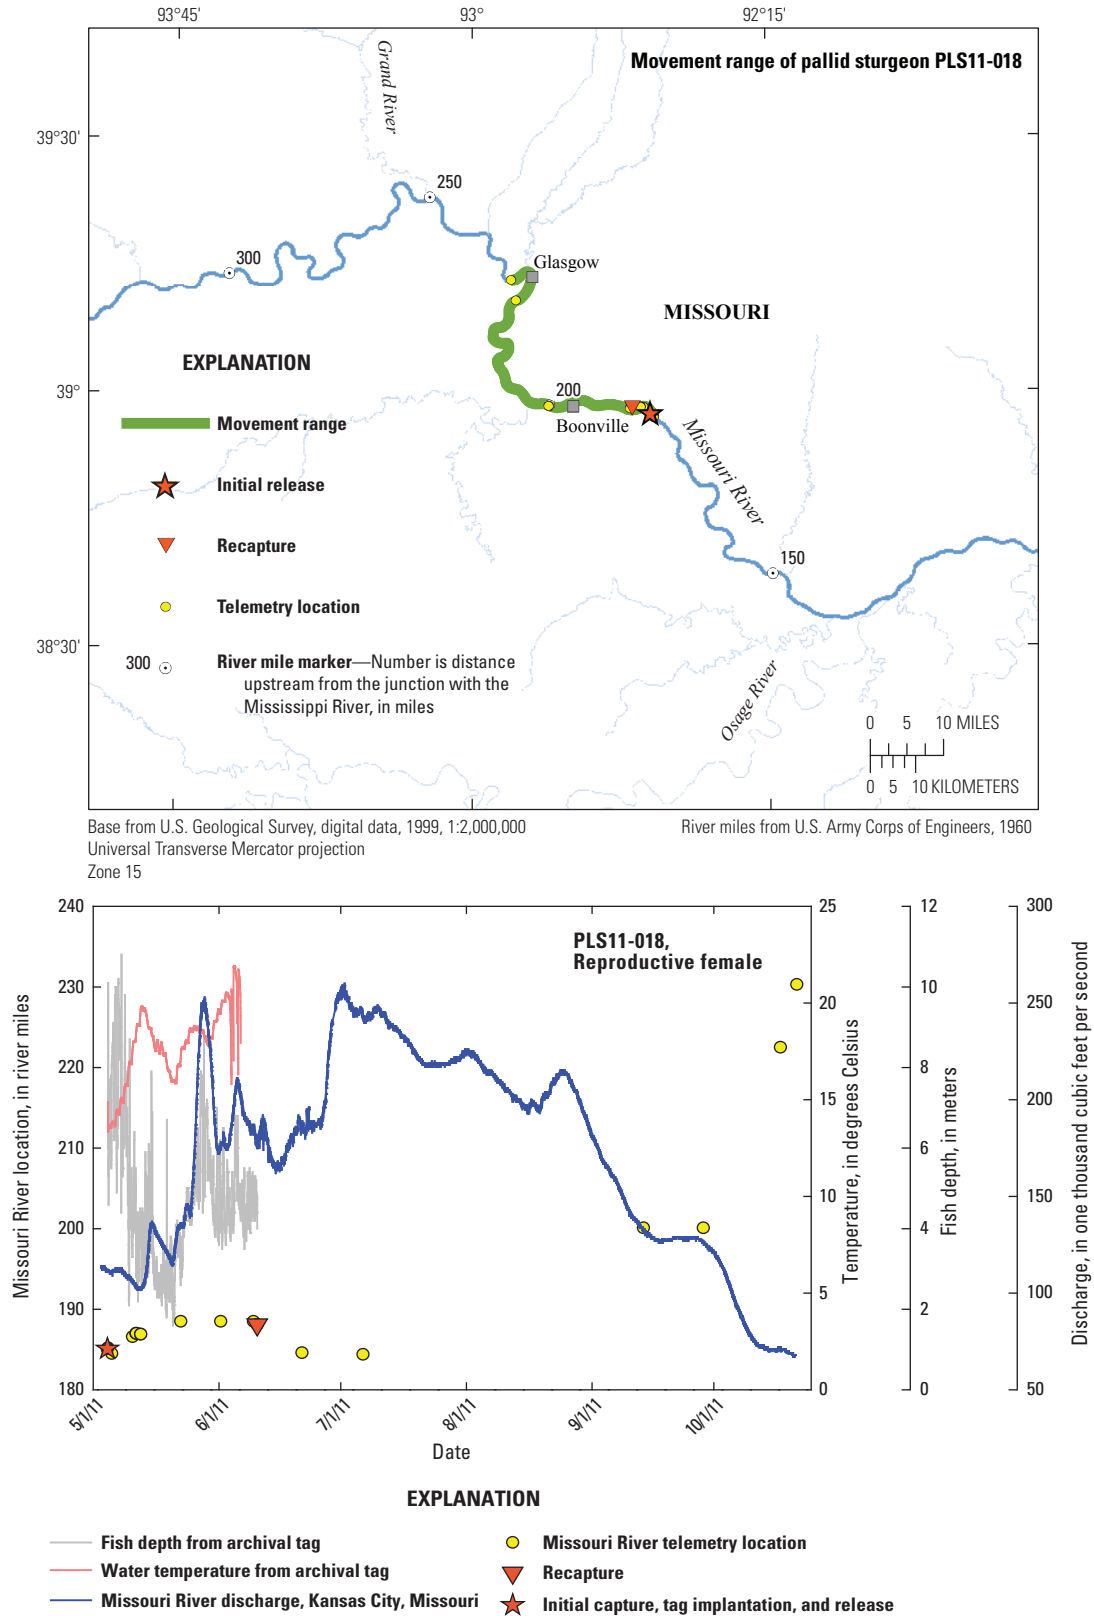 93°45'
93°
92°15'
Movement range of pallid sturgeon PLS11-018
Grand River
39°30'
250
300
Glasgow
MISSOURI
EXPLANATION
39°
200
Boonville
Movement range
Missouri River
Initial release
Recapture
150
Telemetry location
38°30'
300
River mile marker—Number is distance
upstream from the junction with the
Mississippi River, in miles
Osage River
0 5 10 MILES
0 5 10 KILOMETERS
Base from U.S. Geological Survey, digital data, 1999, 1:2,000,000
River miles from U.S. Army Corps of Engineers, 1960
Universal Transverse Mercator projection
Zone 15
Missouri River location, in river miles
240
230
220
210
200
190
180
PLS11-018,
Reproductive female
25
20
15
10
5
0
Temperature, in degrees Celsius
12
10
8
6
4
2
0
Fish depth, in meters
300
250
200
150
100
50
Discharge, in one thousand cubic feet per second
5/1/11
6/1/11
7/1/11
8/1/11
9/1/11
10/1/11
Date
EXPLANATION
Fish depth from archival tag
Water temperature from archival tag
Missouri River discharge, Kansas City, Missouri
Missouri River telemetry location
Recapture
Initial capture, tag implantation, and release